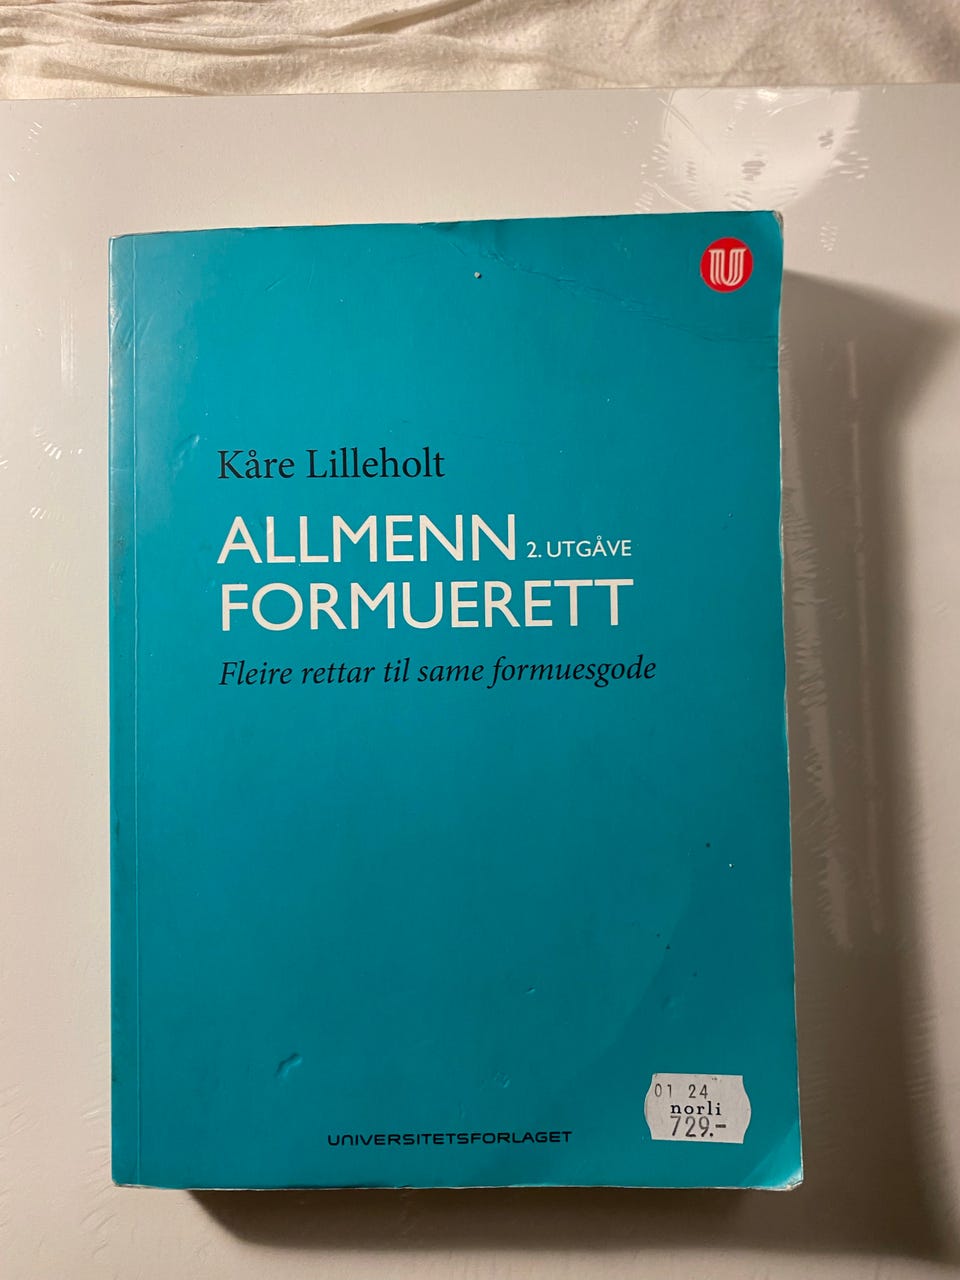 U
Kåre Lilleholt
ALLMENN 2. UTGÅVE
FORMUERETT
Fleire rettar til same formuesgode
UNIVERSITETSFORLAGET
01 24
norli
729.-